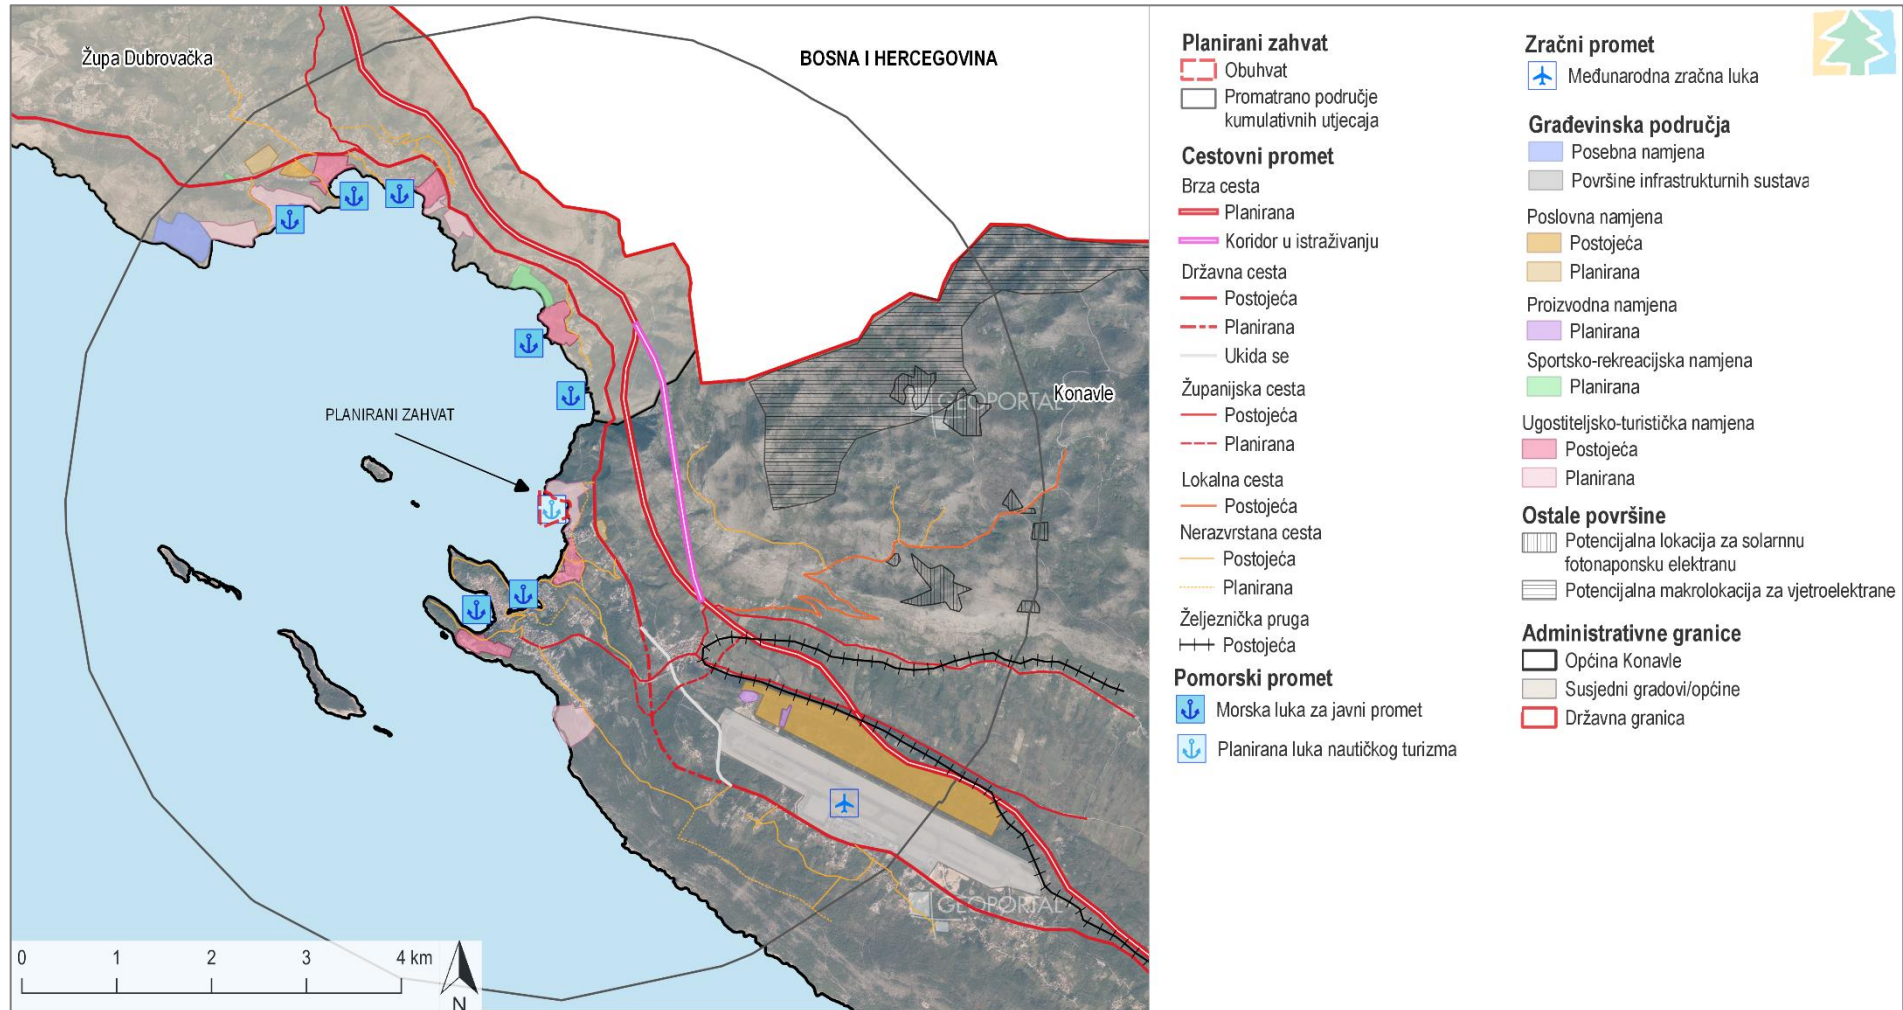 Župa Dubrovačka
BOSNA I HERCEGOVINA
Konavle
GEOPORTAL
PLANIRANI ZAHVAT
GEOPORTAL
0 1 2 3 4 km
N
Planirani zahvat
Obuhvat
Promatrano područje
kumulativnih utjecaja
Cestovni promet
Brza cesta
Planirana
Koridor u istraživanju
Državna cesta
Postojeća
Planirana
Ukida se
Županijska cesta
Postojeća
Planirana
Lokalna cesta
Postojeća
Nerazvrstana cesta
Postojeća
Planirana
Željeznička pruga
Postojeća
Pomorski promet
Morska luka za javni promet
Planirana luka nautičkog turizma
Zračni promet
Međunarodna zračna luka
Građevinska područja
Posebna namjena
Površine infrastrukturnih sustava
Poslovna namjena
Postojeća
Planirana
Proizvodna namjena
Planirana
Sportsko-rekreacijska namjena
Planirana
Ugostiteljsko-turistička namjena
Postojeća
Planirana
Ostale površine
Potencijalna lokacija za solarnnu
fotonaponsku elektranu
Potencijalna makrolokacija za vjetroelektrane
Administrativne granice
Općina Konavle
Susjedni gradovi/općine
Državna granica